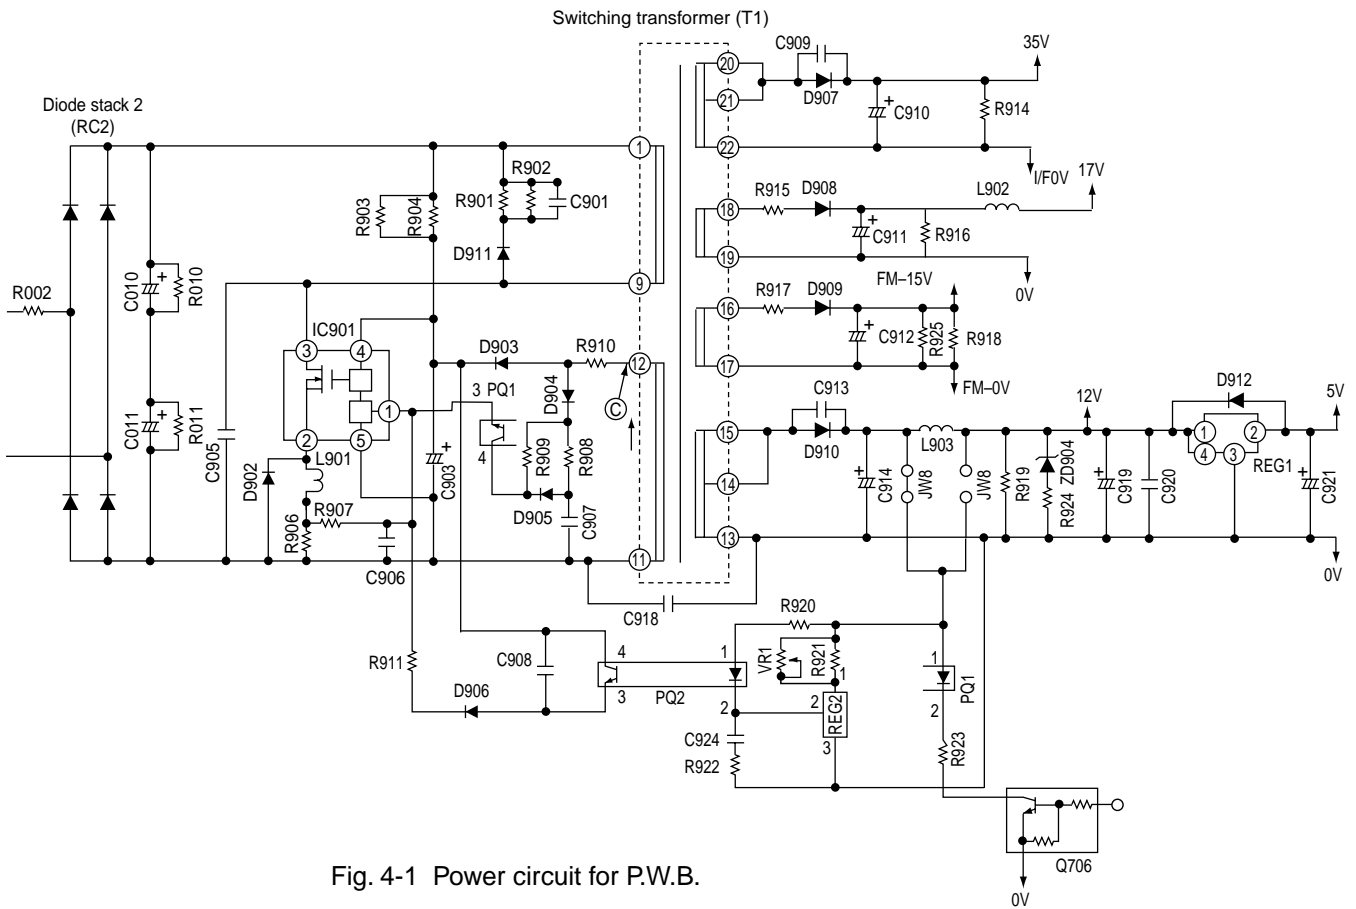 Switching transformer (T1)
C909
35V
20
21
22
D907
+
C910
R914
I/F0V
17V
Diode stack 2
(RC2)
1
R903
R904
R902
R901
C901
D911
R915
D908
L902
18
+
C911
R916
19
0V
R002
C010
+
R010
9
FM–15V
R917
D909
16
+
C912
R925
R918
17
FM–0V
IC901
3
4
D903
R910
12
3 PQ1
D904
C
1
C913
12V
D912
5V
C011
+
R011
C905
2
5
4
R909
R908
15
D910
L903
1
2
4
3
REG1
D902
L901
+
C903
14
+
C914
JW8
JW8
R919
ZD904
R924
+
C919
C920
+
C921
R907
D905
C907
R906
13
C906
11
0V
C918
R920
R911
C908
4
1
VR1
R921
1
1
PQ1
D906
3
PQ2
2
2
REG2
2
3
C924
R922
R923
Q706
0V
Fig. 4-1 Power circuit for P.W.B.